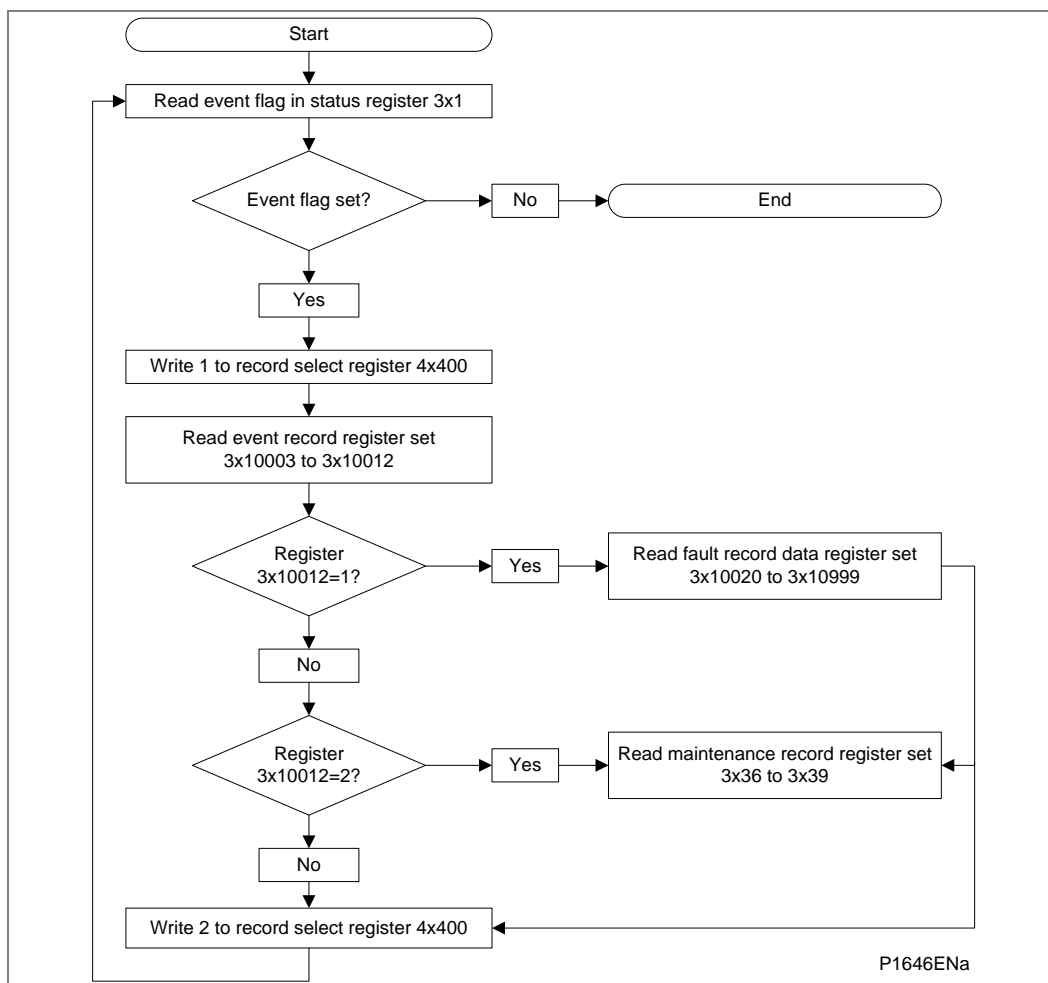 Start
Read event flag in status register 3x1
Event flag set?
No
End
Yes
Write 1 to record select register 4x400
Read event record register set
3x10003 to 3x10012
Register
3x10012=1?
Yes
Read fault record data register set
3x10020 to 3x10999
No
Register
3x10012=2?
Yes
Read maintenance record register set
3x36 to 3x39
No
Write 2 to record select register 4x400
P1646ENa